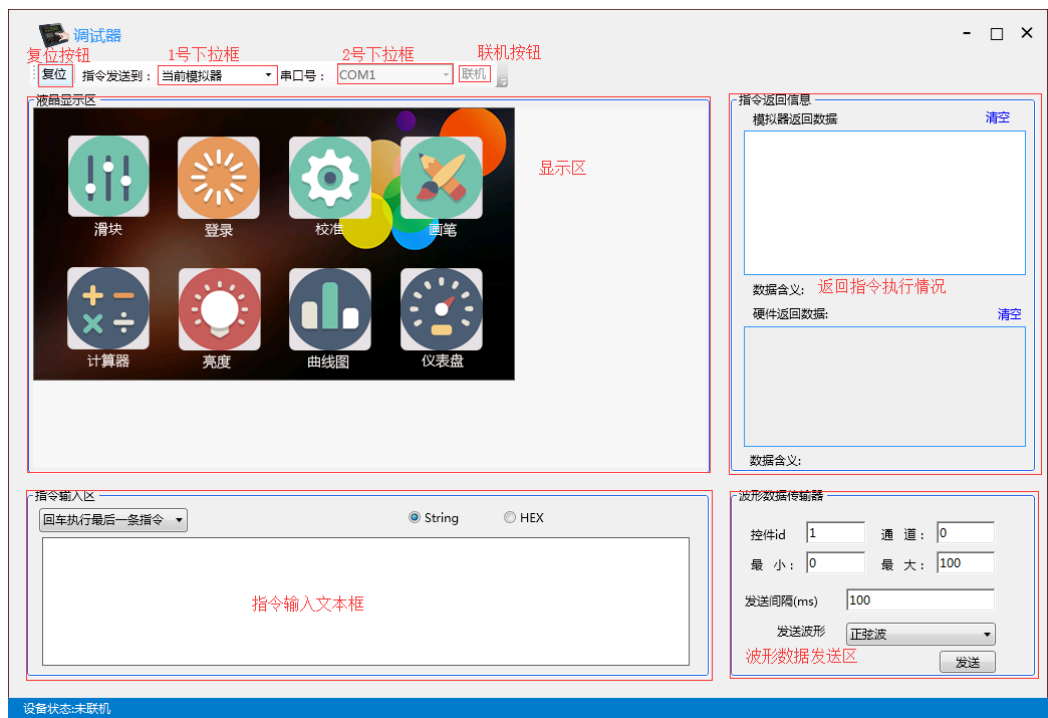 调试器
复位按钮 1号下拉框 2号下拉框 联机按钮
复位 指令发送到： 当前模拟器 串口号： COM1 联机
液晶显示区
显示区
滑块 登录 校准 画笔
计算器 亮度 曲线图 仪表盘
指令返回信息
模拟器返回数据 清空
数据含义: 返回指令执行情况
硬件返回数据: 清空
数据含义:
指令输入区
回车执行最后一条指令 String HEX
指令输入文本框
波形数据传输器
控件id 1 通 道： 0
最 小： 0 最 大： 100
发送间隔(ms) 100
发送波形 正弦波
波形数据发送区 发送
设备状态:未联机